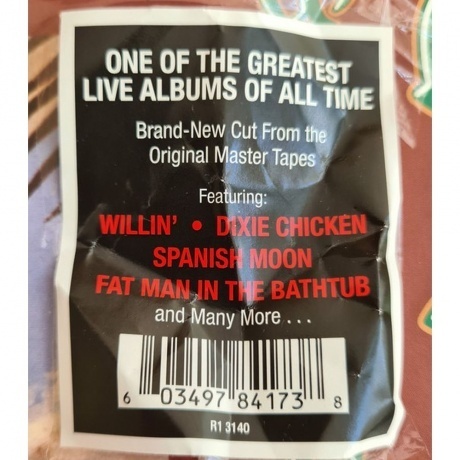 ONE OF THE GREATEST
LIVE ALBUMS OF ALL TIME
Brand-New Cut From the
Original Master Tapes
Featuring:
WILLIN' • DIXIE CHICKEN
SPANISH MOON
FAT MAN IN THE BATHTUB
and Many More . . .
6 03497 84173 8
R1 3140